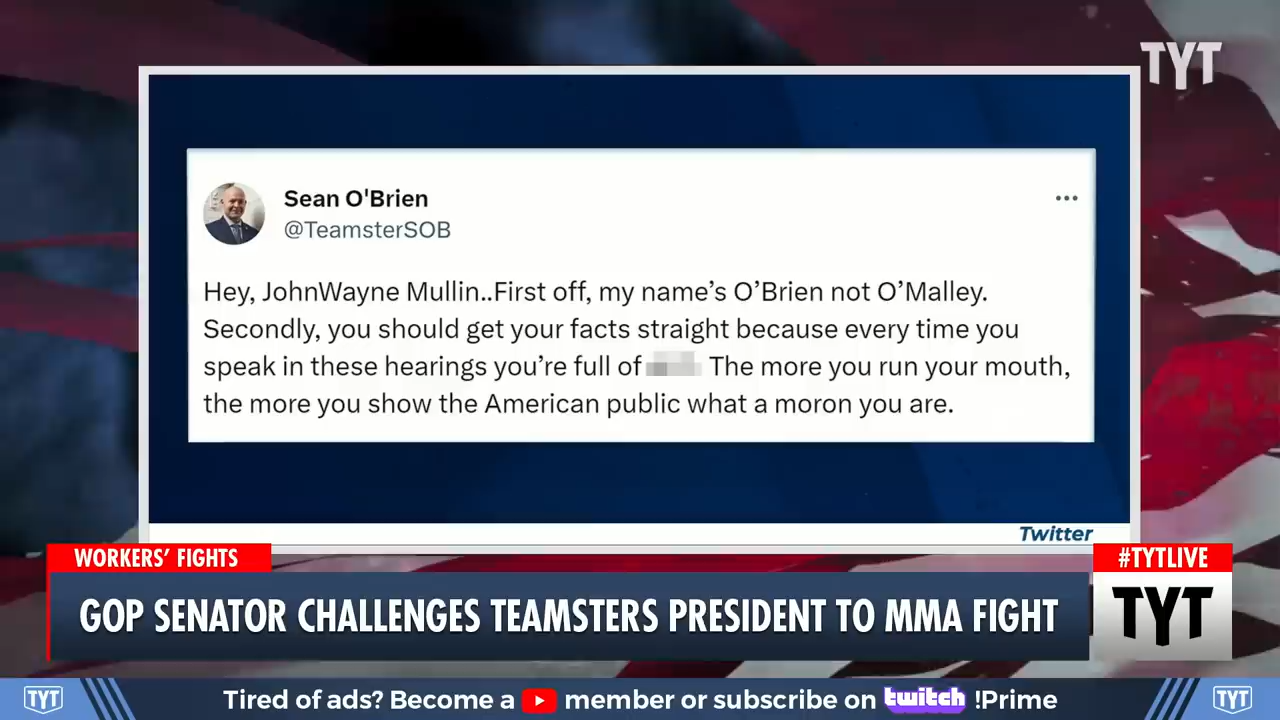 TYT
Sean O'Brien
@TeamsterSOB
Hey, JohnWayne Mullin..First off, my name's O'Brien not O'Malley.
Secondly, you should get your facts straight because every time you
speak in these hearings you're full of The more you run your mouth,
the more you show the American public what a moron you are.
Twitter
WORKERS' FIGHTS
#TYTLIVE
GOP SENATOR CHALLENGES TEAMSTERS PRESIDENT TO MMA FIGHT
TYT
TYT
Tired of ads? Become a member or subscribe on twitch !Prime
TYT